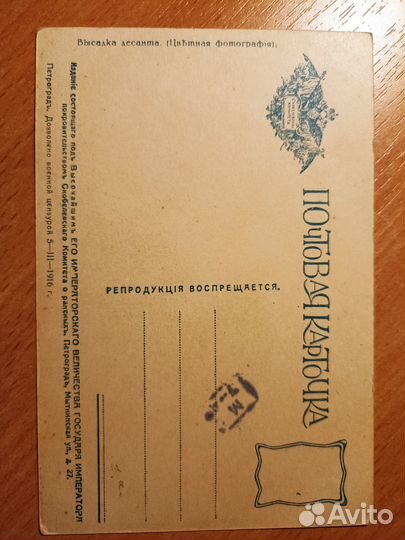 Высадка десанта. (Цвѣтная фотографія).
ПОЧТОВАЯ КАРТОЧКА
РЕПРОДУКЦІЯ ВОСПРЕЩАЕТСЯ.
Изданіе состоящаго подъ Высочайшимъ ЕГО ИМПЕРАТОРСКАГО ВЕЛИЧЕСТВА ГОСУДАРЯ ИМПЕРАТОРА
покровительствомъ Скобелевскаго Комитета о раненыхъ, Петроградъ, Мытнинская ул., д. 27.
Петроградъ. Дозволено военной цензурой 5—III—1916 г.
М
Avito